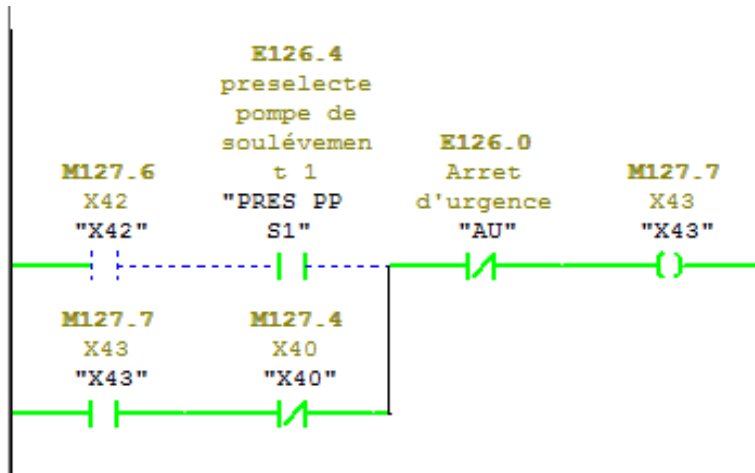 E126.4
preselecte
pompe de
soulévemen
t 1
"PRES PP
S1"
M127.6
X42
"X42"
E126.0
Arret
d'urgence
"AU"
M127.7
X43
"X43"
M127.7
X43
"X43"
M127.4
X40
"X40"